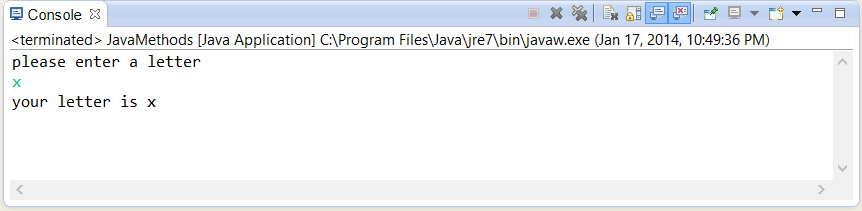 Console
<terminated> JavaMethods [Java Application] C:\Program Files\Java\jre7\bin\javaw.exe (Jan 17, 2014, 10:49:36 PM)
please enter a letter
x
your letter is x